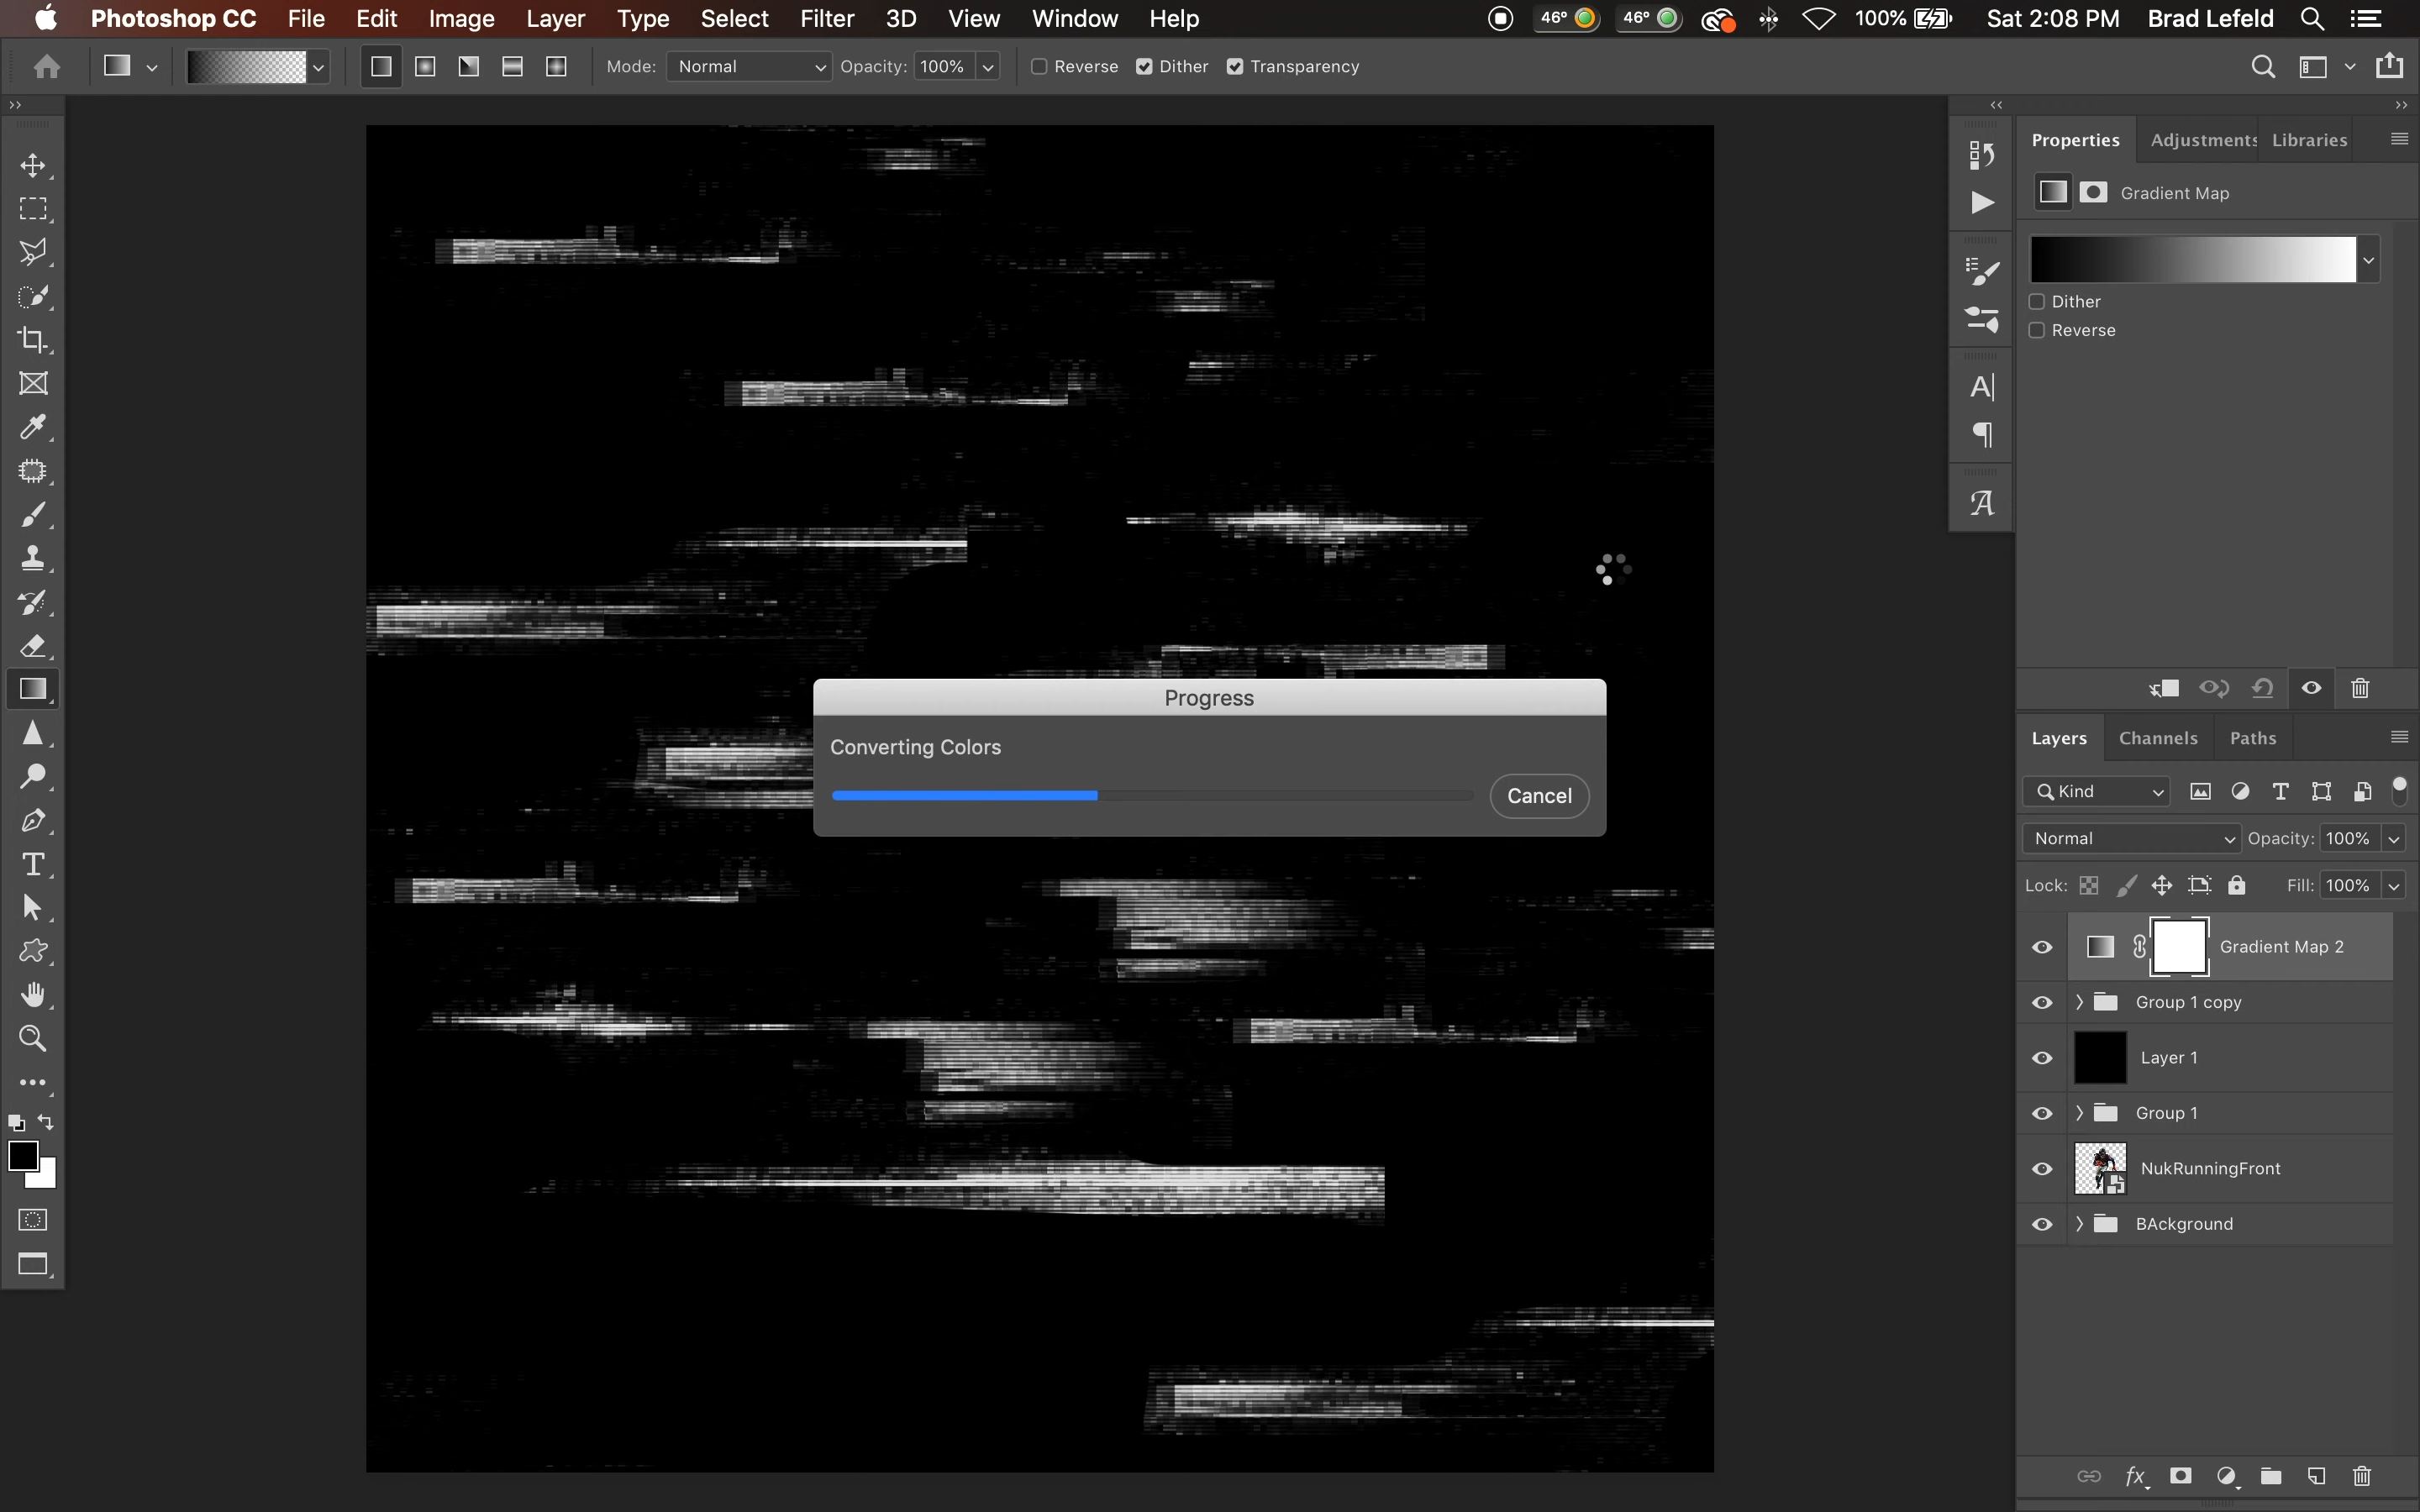 Photoshop CC File Edit Image Layer Type Select Filter 3D View Window Help 46° 46° 100% Sat 2:08 PM Brad Lefeld
Mode: Normal Opacity: 100% Reverse Dither Transparency
Properties Adjustments Libraries
Gradient Map
Dither
Reverse
Progress
Converting Colors
Cancel
Layers Channels Paths
Kind
Normal Opacity: 100%
Lock: Fill: 100%
Gradient Map 2
Group 1 copy
Layer 1
Group 1
NukRunningFront
BAckground
fx